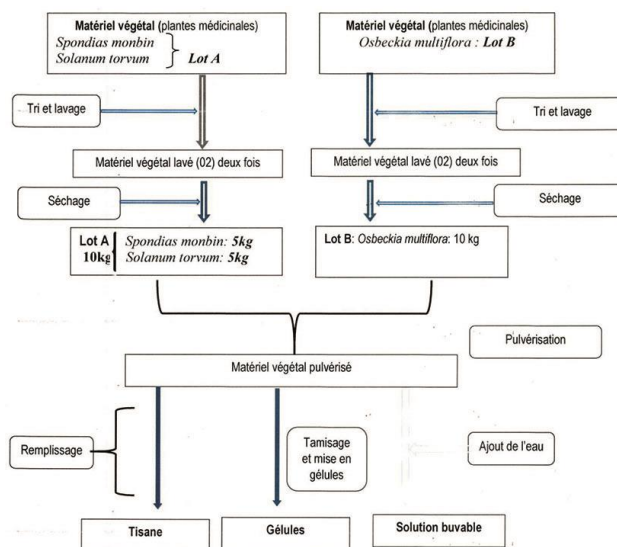 Matériel végétal (plantes médicinales)
Spondias monbin
Solanum torvum
Lot A
Matériel végétal (plantes médicinales)
Osbeckia multiflora : Lot B
Tri et lavage
Tri et lavage
Matériel végétal lavé (02) deux fois
Matériel végétal lavé (02) deux fois
Séchage
Séchage
Lot A
10kg
Spondias monbin: 5kg
Solanum torvum: 5kg
Lot B: Osbeckia multiflora: 10 kg
Pulvérisation
Matériel végétal pulvérisé
Remplissage
Tamisage
et mise en
gélules
Ajout de l'eau
Tisane
Gélules
Solution buvable